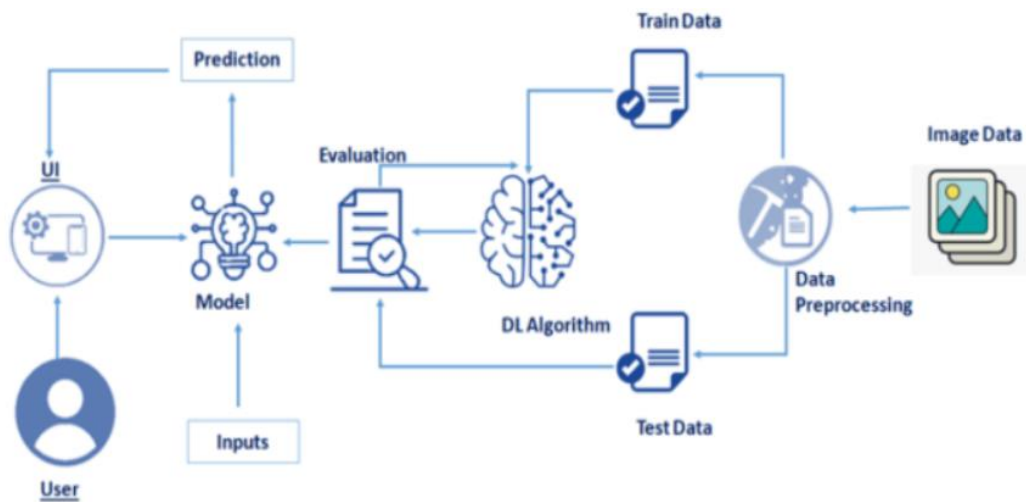 Train Data
Prediction
Image Data
Evaluation
UI
Data
Preprocessing
Model
DL Algorithm
Inputs
Test Data
User